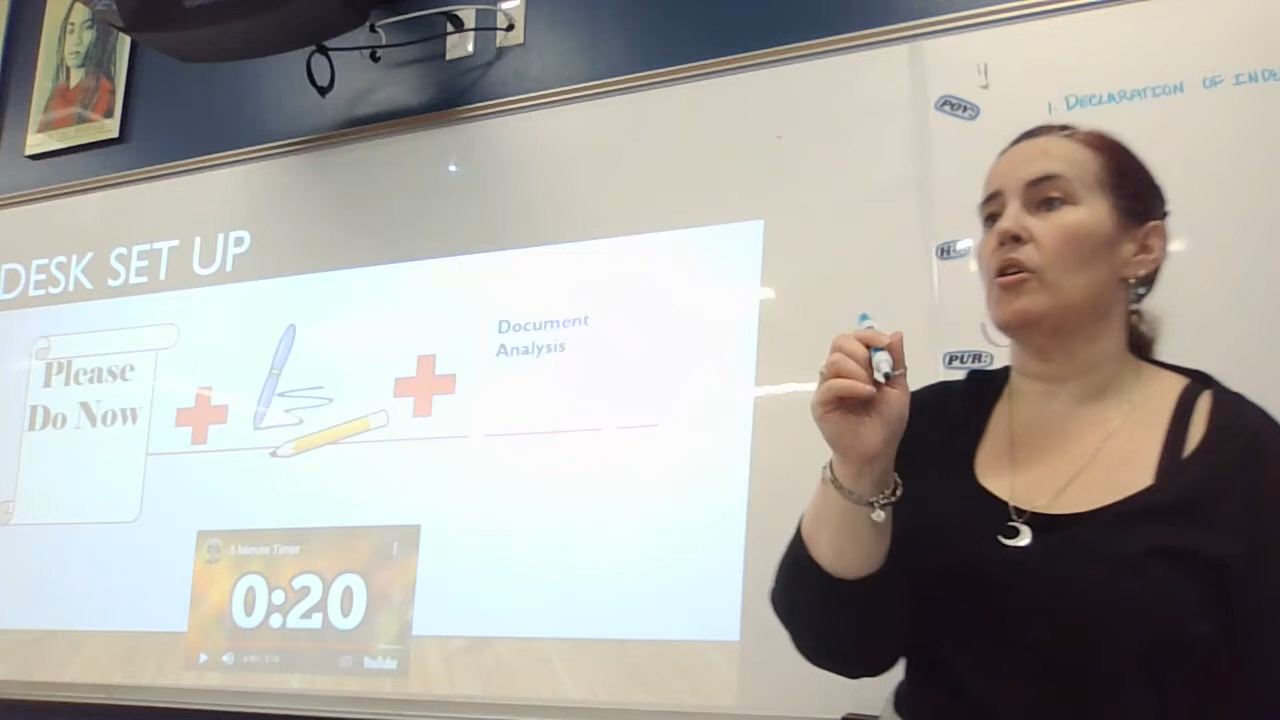 DESK SET UP
Please
Do Now
Document
Analysis
5 Minute Timer
0:20
YouTube
POV:
1. DECLARATION OF INDE
PUR: